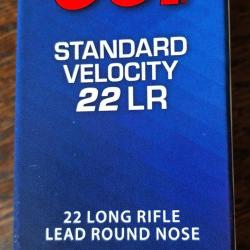 STANDARD
VELOCITY
22 LR
22 LONG RIFLE
LEAD ROUND NOSE